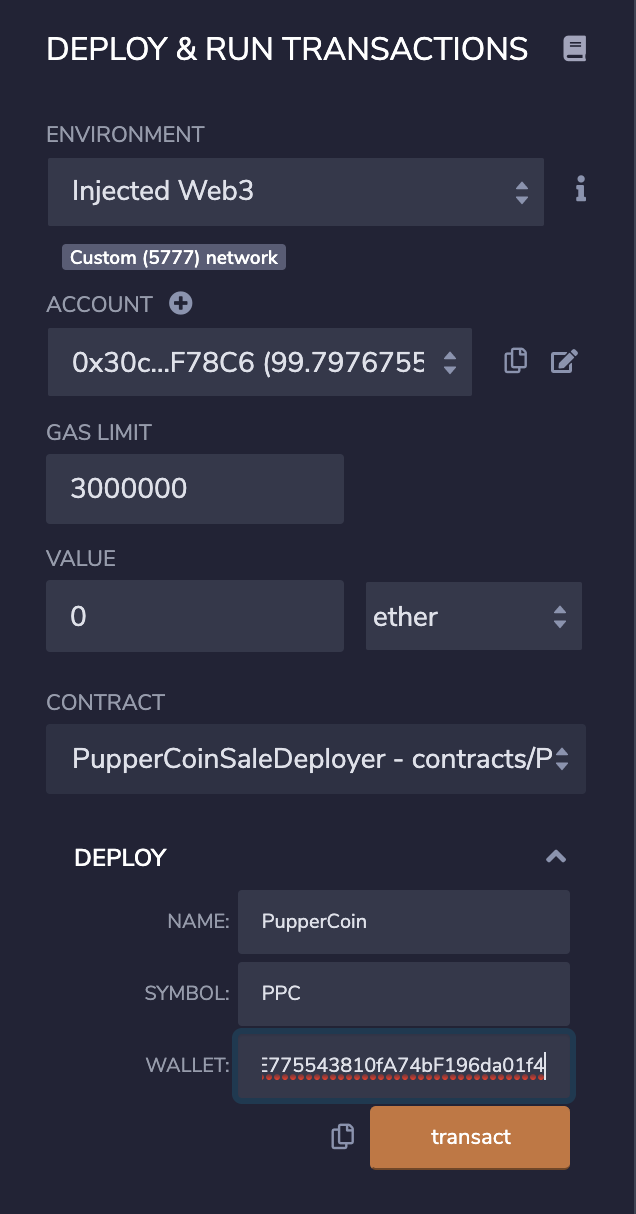 DEPLOY & RUN TRANSACTIONS
ENVIRONMENT
Injected Web3
Custom (5777) network
ACCOUNT
0x30c...F78C6 (99.7976755
GAS LIMIT
3000000
VALUE
0 ether
CONTRACT
PupperCoinSaleDeployer - contracts/P
DEPLOY
NAME: PupperCoin
SYMBOL: PPC
WALLET: E775543810fA74bF196da01f4
transact